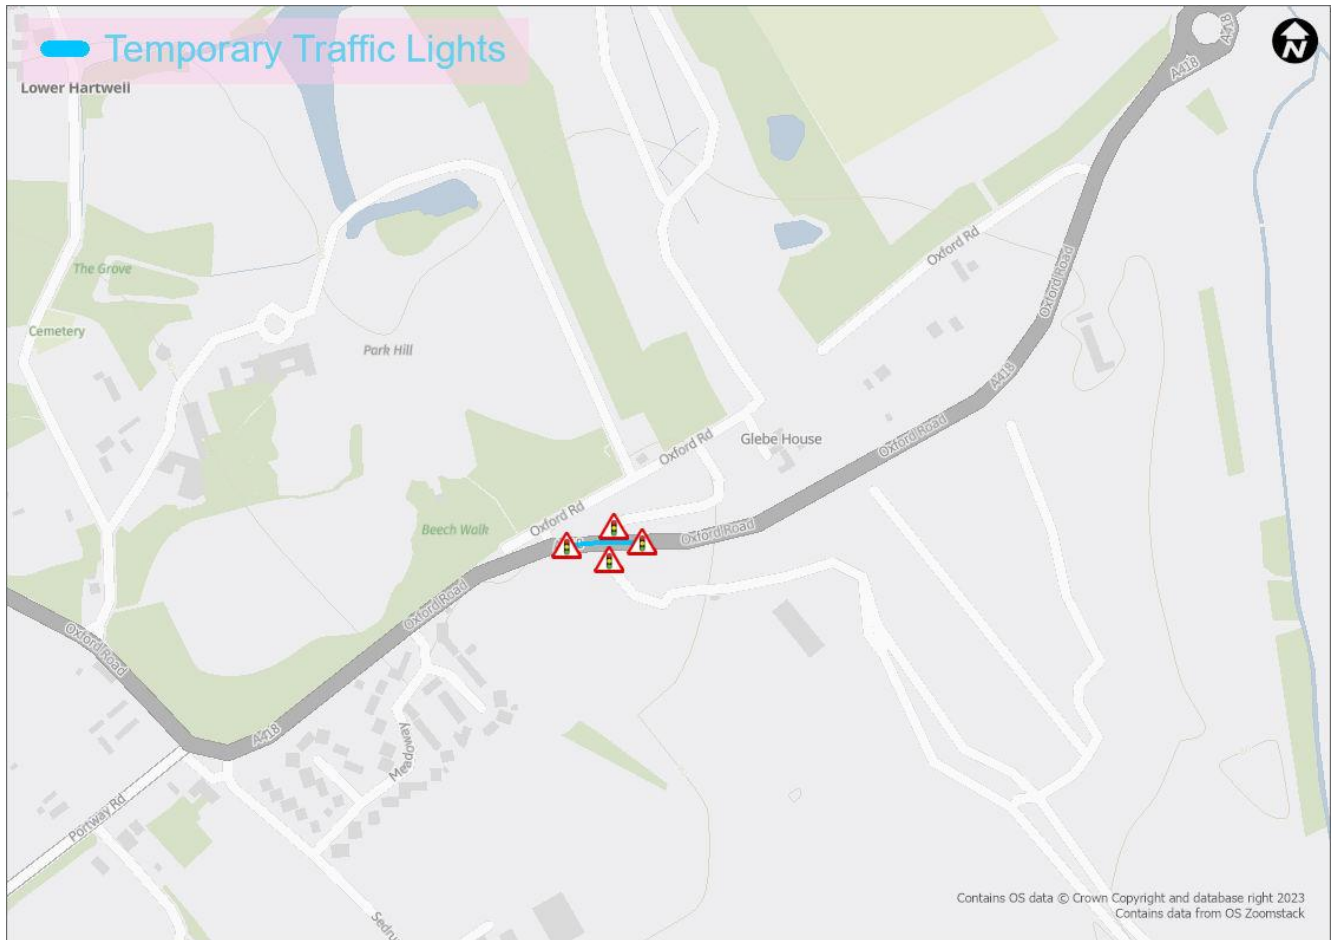 Temporary Traffic Lights
A418
N
A418
Lower Hartwell
Oxford Rd
The Grove
Oxford Road
Cemetery
Park Hill
A418
Oxford Rd
Glebe House
Oxford Road
Oxford Rd
Beech Walk
Oxford Road
Oxford Road
Oxford Road
A418
Meadoway
Portway Rd
Contains OS data © Crown Copyright and database right 2023
Contains data from OS Zoomstack
Sedru